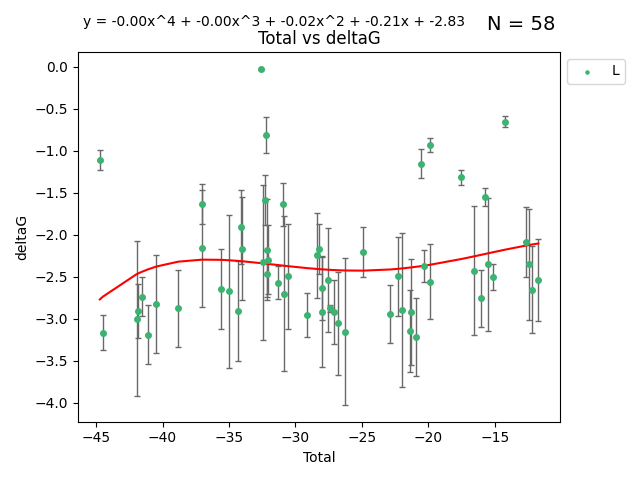 y = -0.00x^4 + -0.00x^3 + -0.02x^2 + -0.21x + -2.83
N = 58
Total vs deltaG
L
0.0
−0.5
−1.0
−1.5
−2.0
−2.5
−3.0
−3.5
−4.0
deltaG
−45 −40 −35 −30 −25 −20 −15
Total